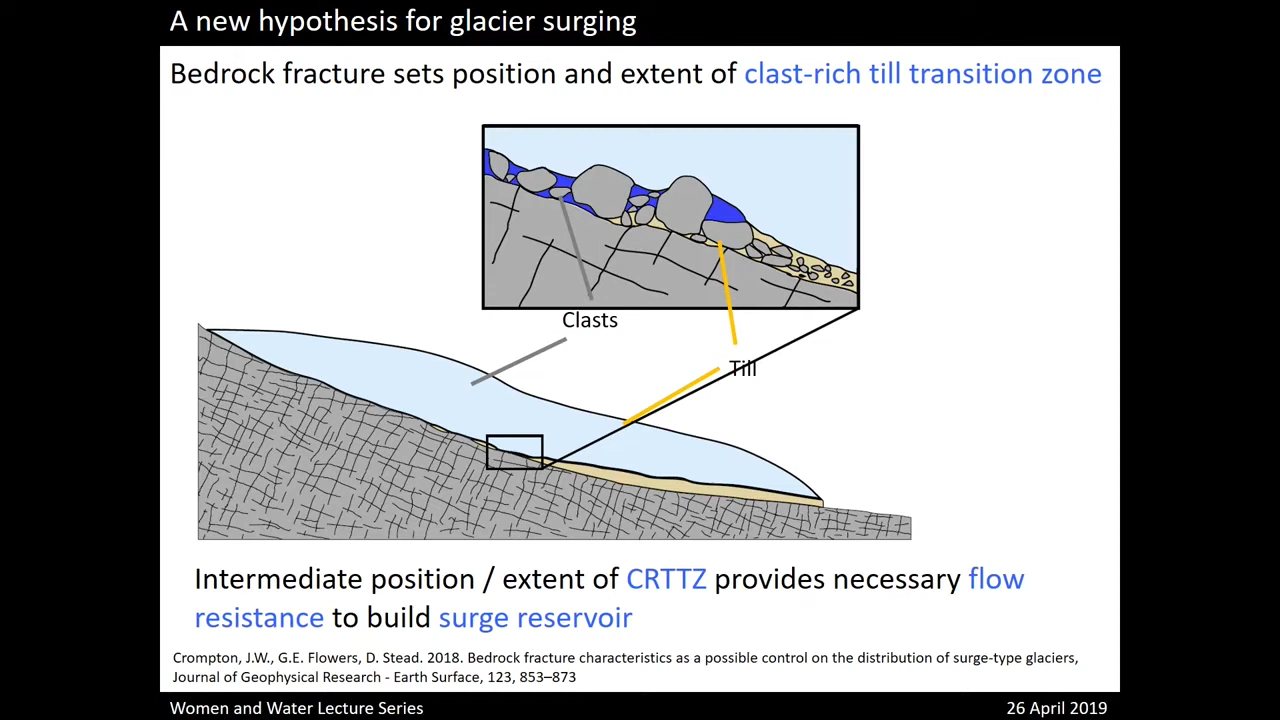 A new hypothesis for glacier surging
Bedrock fracture sets position and extent of clast-rich till transition zone
Clasts
Till
Intermediate position / extent of CRTTZ provides necessary flow
resistance to build surge reservoir
Crompton, J.W., G.E. Flowers, D. Stead. 2018. Bedrock fracture characteristics as a possible control on the distribution of surge-type glaciers,
Journal of Geophysical Research - Earth Surface, 123, 853–873
Women and Water Lecture Series
26 April 2019